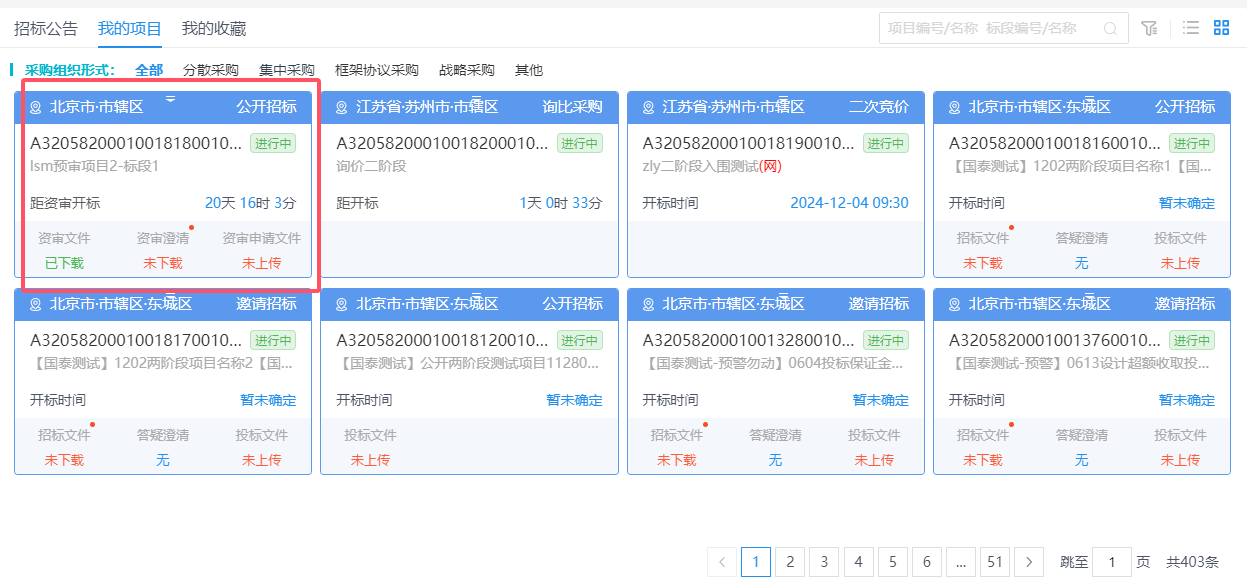 招标公告 我的项目 我的收藏 项目编号/名称 标段编号/名称
采购组织形式： 全部 分散采购 集中采购 框架协议采购 战略采购 其他
北京市·市辖区 公开招标
A32058200010018180010... 进行中
lsm预审项目2-标段1
距资审开标 20天 16时 3分
资审文件 资审澄清 资审申请文件
已下载 未下载 未上传
江苏省·苏州市·市辖区 询比采购
A32058200010018200010... 进行中
询价二阶段
距开标 1天 0时 33分
江苏省·苏州市·市辖区 二次竞价
A32058200010018190010... 进行中
zly二阶段入围测试(网)
开标时间 2024-12-04 09:30
北京市·市辖区·东城区 公开招标
A32058200010018160010... 进行中
【国泰测试】1202两阶段项目名称1【国...
开标时间 暂未确定
招标文件 答疑澄清 投标文件
未下载 无 未上传
北京市·市辖区·东城区 邀请招标
A32058200010018170010... 进行中
【国泰测试】1202两阶段项目名称2【国...
开标时间 暂未确定
招标文件 答疑澄清 投标文件
未下载 无 未上传
北京市·市辖区·东城区 公开招标
A32058200010018120010... 进行中
【国泰测试】公开两阶段测试项目11280...
开标时间 暂未确定
投标文件
未上传
北京市·市辖区·东城区 邀请招标
A32058200010013280010... 进行中
【国泰测试-预警勿动】0604投标保证金...
开标时间 暂未确定
招标文件 答疑澄清 投标文件
未下载 无 未上传
北京市·市辖区·东城区 邀请招标
A32058200010013760010... 进行中
【国泰测试-预警】0613设计超额收取投...
开标时间 暂未确定
招标文件 答疑澄清 投标文件
未下载 无 未上传
1 2 3 4 5 6 ... 51 跳至 1 页 共403条